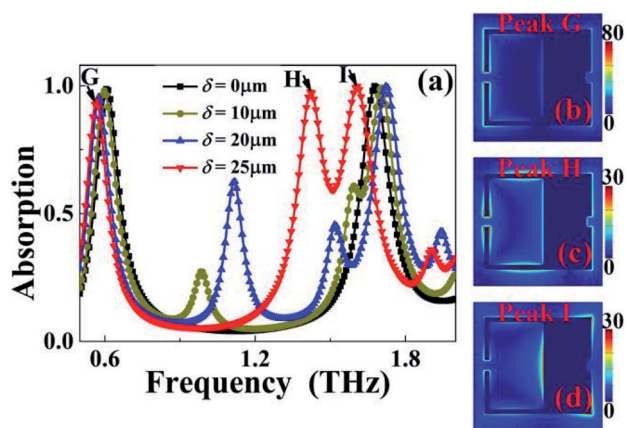 G
H
I
(a)
1.0
0.5
0.0
Absorption
δ = 0μm
δ = 10μm
δ = 20μm
δ = 25μm
0.6
1.2
1.8
Frequency (THz)
Peak G
(b)
80
0
Peak H
(c)
30
0
Peak I
(d)
30
0